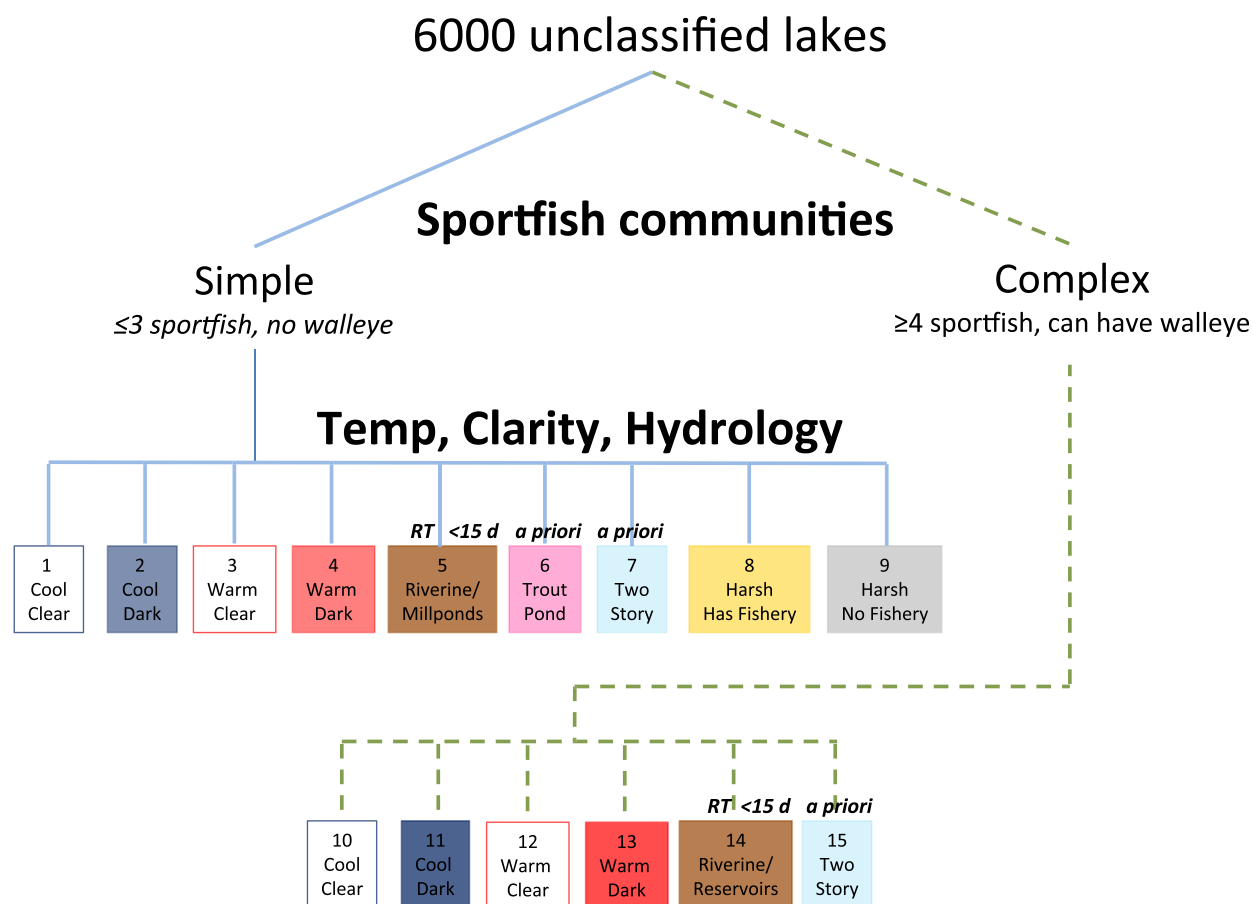 6000 unclassified lakes
Sportfish communities
Simple
≤3 sportfish, no walleye
Complex
≥4 sportfish, can have walleye
Temp, Clarity, Hydrology
RT <15 d
a priori
a priori
1
Cool
Clear
2
Cool
Dark
3
Warm
Clear
4
Warm
Dark
5
Riverine/
Millponds
6
Trout
Pond
7
Two
Story
8
Harsh
Has Fishery
9
Harsh
No Fishery
RT <15 d
a priori
10
Cool
Clear
11
Cool
Dark
12
Warm
Clear
13
Warm
Dark
14
Riverine/
Reservoirs
15
Two
Story